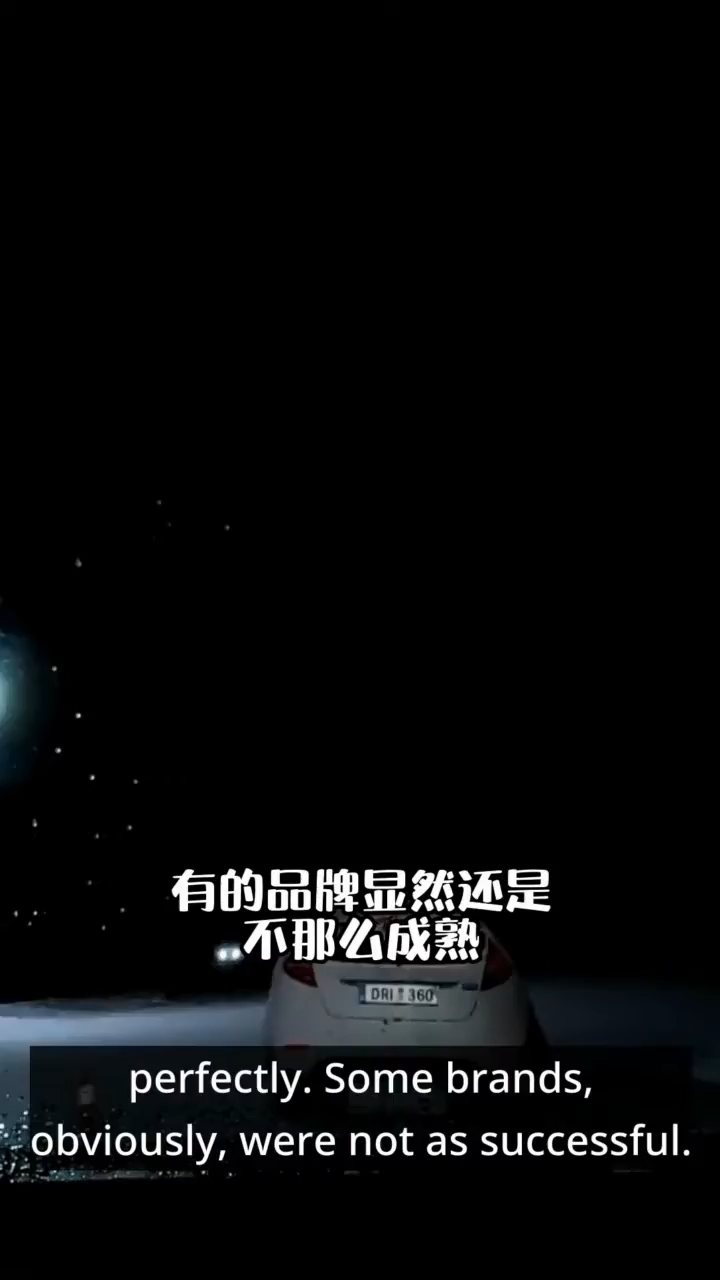 有的品牌显然还是
不那么成熟
DRI 360
perfectly. Some brands,
obviously, were not as successful.